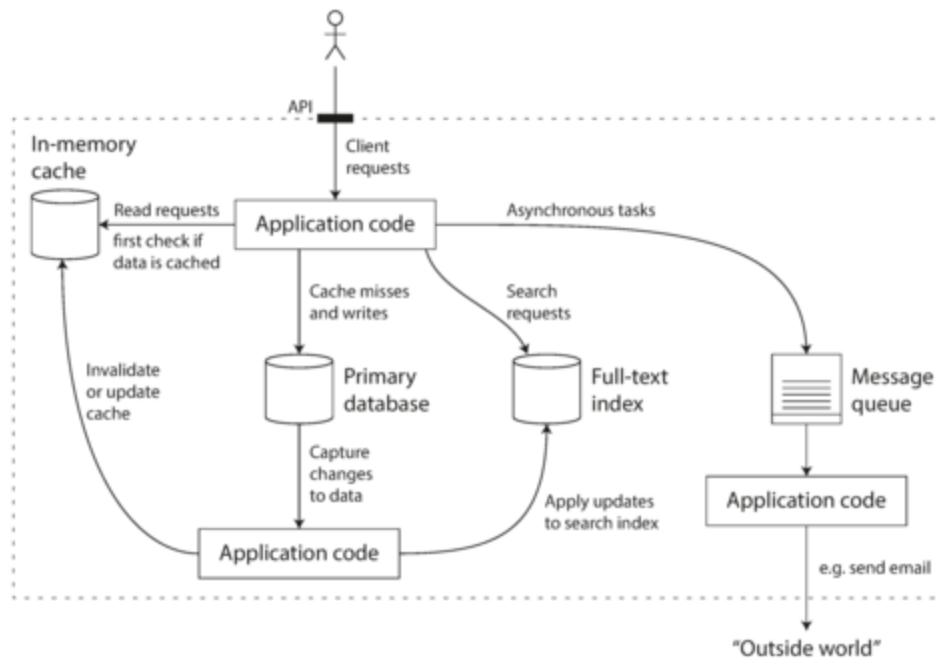 API
Client
requests
In-memory
cache
Read requests
first check if
data is cached
Application code
Asynchronous tasks
Cache misses
and writes
Search
requests
Invalidate
or update
cache
Primary
database
Full-text
index
Message
queue
Capture
changes
to data
Apply updates
to search index
Application code
Application code
e.g. send email
“Outside world”